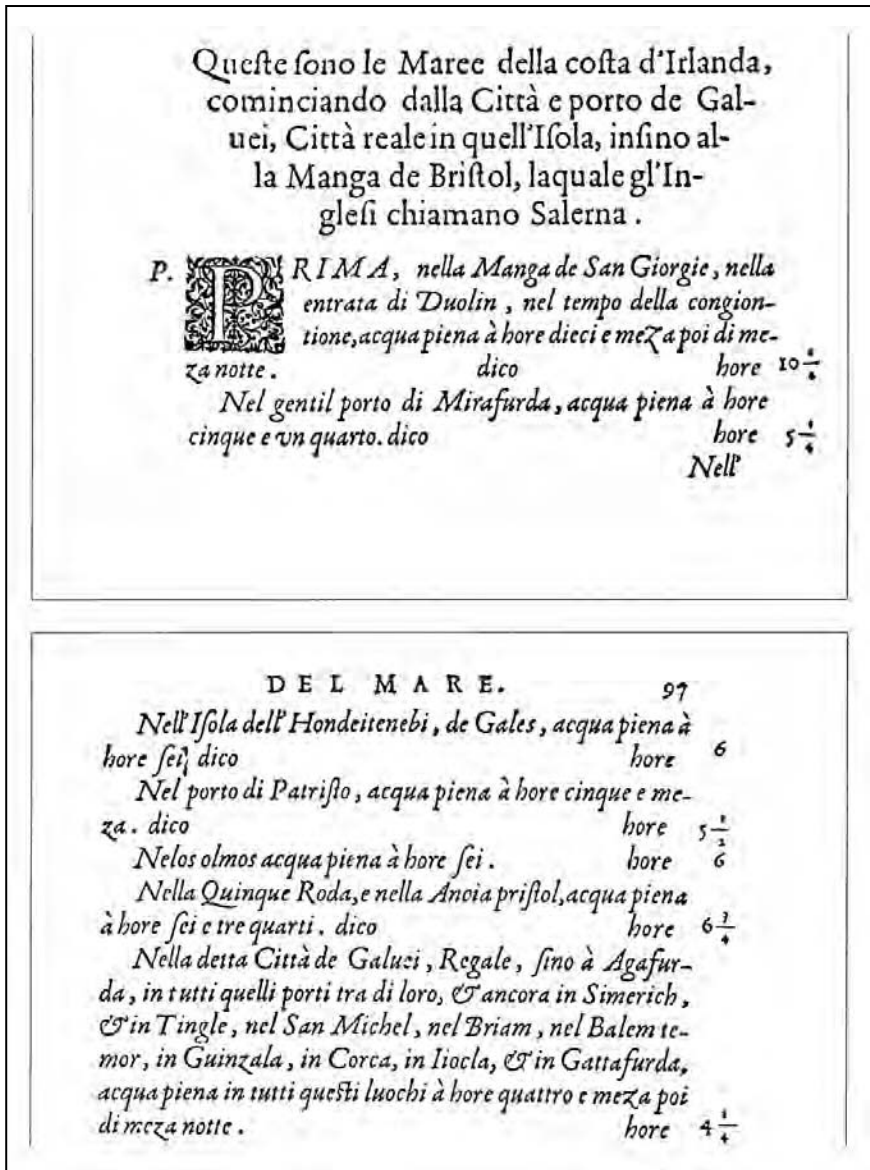 Queſte ſono le Maree della coſta d'Irlanda,
cominciando dalla Città e porto de Gal-
uei, Città reale in quell'Iſola, inſino al-
la Manga de Briſtol, laquale gl'In-
gleſi chiamano Salerna .
P. PRIMA, nella Manga de San Giorgie, nella
entrata di Duolin , nel tempo della congion-
tione,acqua piena à hore dieci e meza poi di me-
za notte . dico hore 10 1/4
Nel gentil porto di Mirafurda, acqua piena à hore
cinque e vn quarto. dico hore 5 1/4
Nell'
DEL MARE. 97
Nell'Iſola dell'Hondeitenebi, de Gales, acqua piena à
hore ſei; dico hore 6
Nel porto di Patriſto, acqua piena à hore cinque e me-
za. dico hore 5 1/2
Nelos olmos acqua piena à hore ſei . hore 6
Nella Quinque Roda,e nella Ancia priſtol,acqua piena
à hore ſei e tre quarti. dico hore 6 3/4
Nella detta Città de Galuei, Regale, ſino à Agafur-
da, in tutti quelli porti tra di loro, & ancora in Simerich,
& in Tingle, nel San Michel, nel Briam, nel Balem te-
mor, in Guinzala, in Corca, in Iiocla, & in Gattafurda,
acqua piena in tutti queſti luochi à hore quattro e meza poi
di meza notte . hore 4 1/4